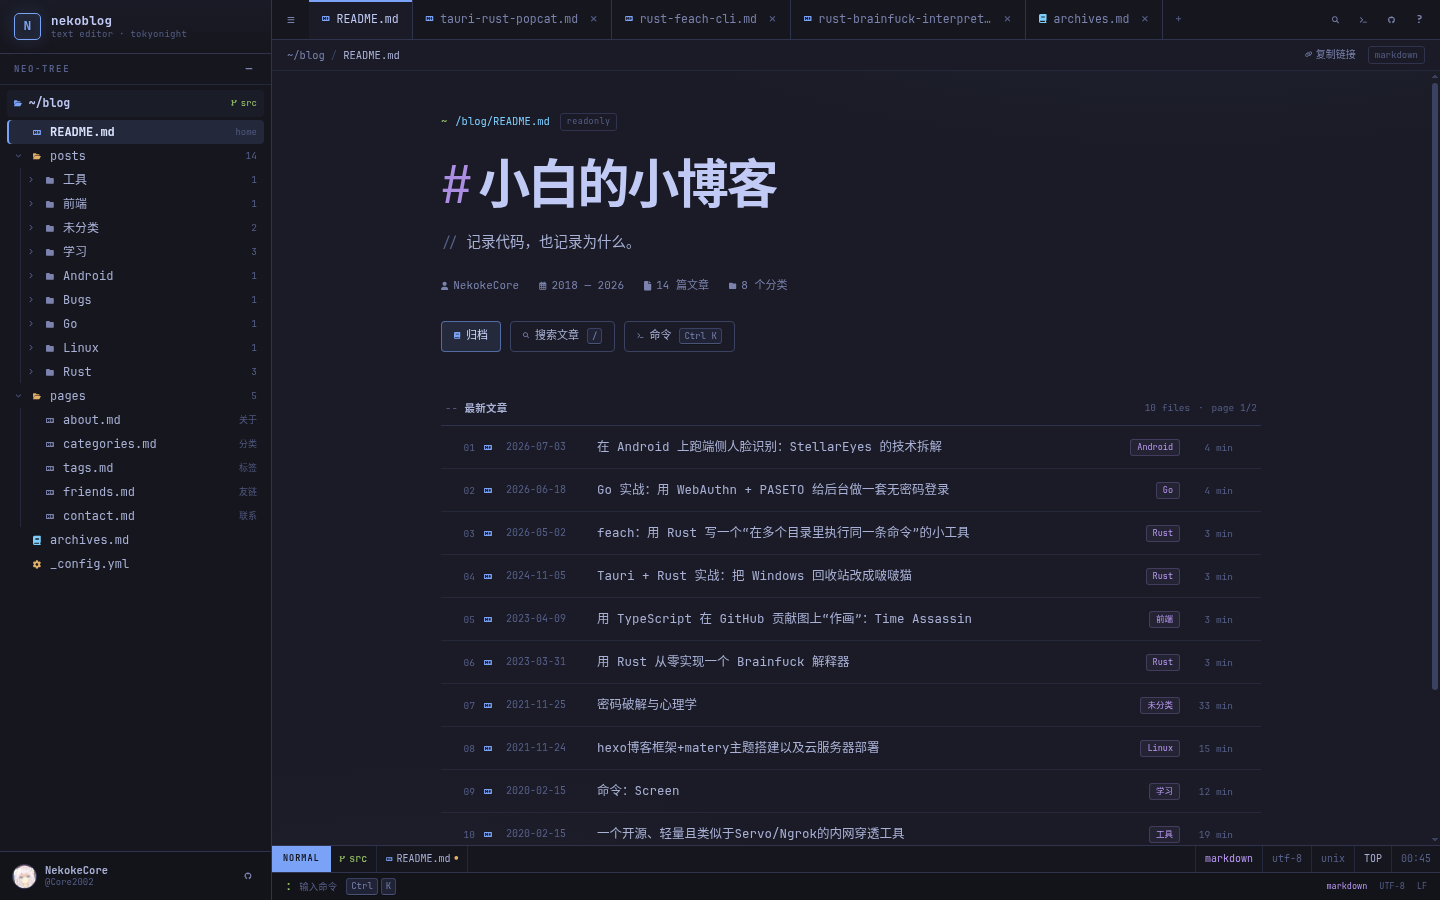 N nekoblog
text editor · tokyonight
NEO-TREE
~/blog src
README.md home
posts 14
工具 1
前端 1
未分类 2
学习 3
Android 1
Bugs 1
Go 1
Linux 1
Rust 3
pages 5
about.md 关于
categories.md 分类
tags.md 标签
friends.md 友链
contact.md 联系
archives.md
_config.yml
NekokeCore
@Core2002
README.md tauri-rust-popcat.md × rust-feach-cli.md × rust-brainfuck-interpret… × archives.md × + ?
~/blog / README.md 复制链接 markdown
~ /blog/README.md readonly
# 小白的小博客
// 记录代码，也记录为什么。
NekokeCore 2018 — 2026 14 篇文章 8 个分类
归档 搜索文章 / 命令 Ctrl K
-- 最新文章 10 files · page 1/2
01 2026-07-03 在 Android 上跑端侧人脸识别：StellarEyes 的技术拆解 Android 4 min
02 2026-06-18 Go 实战：用 WebAuthn + PASETO 给后台做一套无密码登录 Go 4 min
03 2026-05-02 feach：用 Rust 写一个“在多个目录里执行同一条命令”的小工具 Rust 3 min
04 2024-11-05 Tauri + Rust 实战：把 Windows 回收站改成啵啵猫 Rust 3 min
05 2023-04-09 用 TypeScript 在 GitHub 贡献图上“作画”：Time Assassin 前端 3 min
06 2023-03-31 用 Rust 从零实现一个 Brainfuck 解释器 Rust 3 min
07 2021-11-25 密码破解与心理学 未分类 33 min
08 2021-11-24 hexo博客框架+matery主题搭建以及云服务器部署 Linux 15 min
09 2020-02-15 命令：Screen 学习 12 min
10 2020-02-15 一个开源、轻量且类似于Servo/Ngrok的内网穿透工具 工具 19 min
NORMAL src README.md markdown utf-8 unix TOP 00:45
: 输入命令 Ctrl K markdown UTF-8 LF